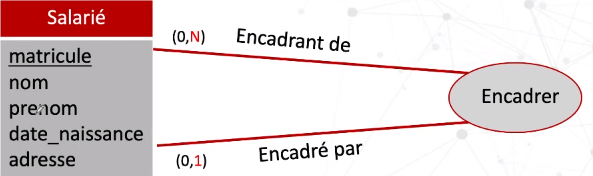 Salarié
matricule
nom
prenom
date_naissance
adresse
(0,N)
Encadrant de
Encadrer
(0,1)
Encadré par